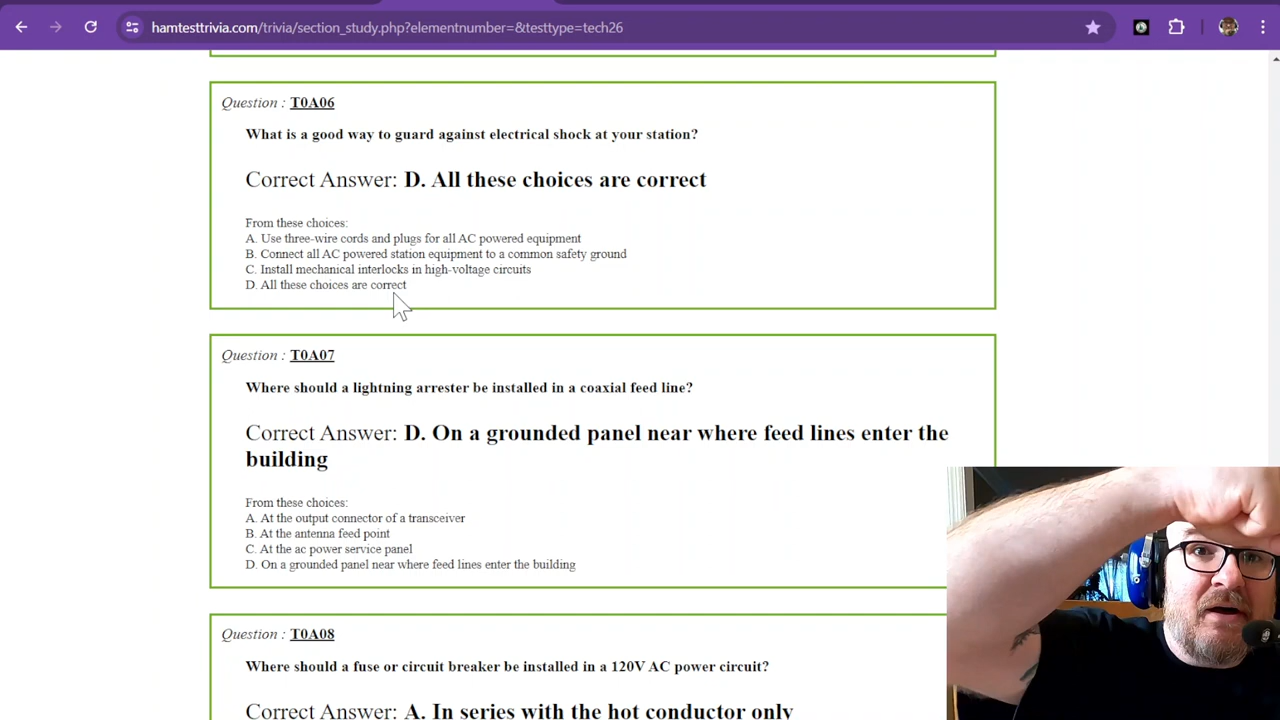 hamtesttrivia.com/trivia/section_study.php?elementnumber=&testtype=tech26
Question : T0A06
What is a good way to guard against electrical shock at your station?
Correct Answer: D. All these choices are correct
From these choices:
A. Use three-wire cords and plugs for all AC powered equipment
B. Connect all AC powered station equipment to a common safety ground
C. Install mechanical interlocks in high-voltage circuits
D. All these choices are correct
Question : T0A07
Where should a lightning arrester be installed in a coaxial feed line?
Correct Answer: D. On a grounded panel near where feed lines enter the
building
From these choices:
A. At the output connector of a transceiver
B. At the antenna feed point
C. At the ac power service panel
D. On a grounded panel near where feed lines enter the building
Question : T0A08
Where should a fuse or circuit breaker be installed in a 120V AC power circuit?
Correct Answer: A. In series with the hot conductor only